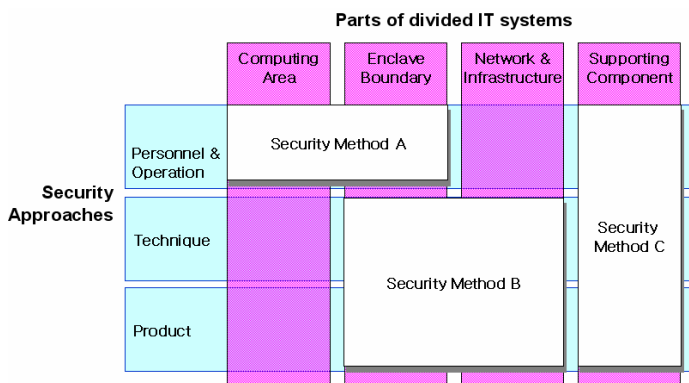 Parts of divided IT systems
Computing
Area
Enclave
Boundary
Network &
Infrastructure
Supporting
Component
Security
Approaches
Personnel &
Operation
Security Method A
Technique
Security Method B
Security
Method C
Product